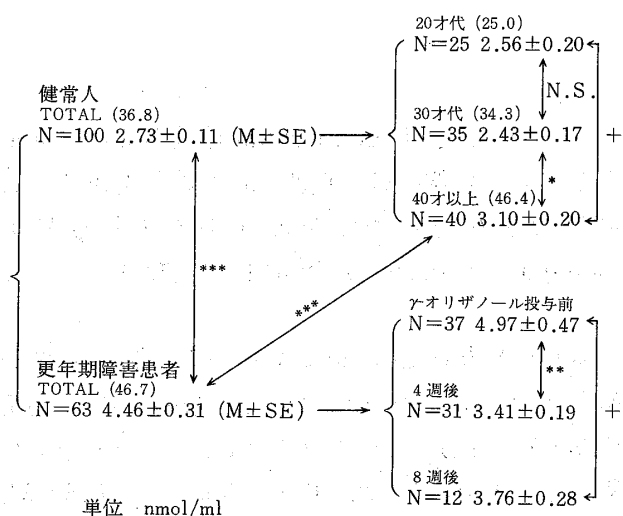 20才代 (25.0)
N=25 2.56±0.20
N.S.
健常人
TOTAL (36.8)
N=100 2.73±0.11 (M±SE)
30才代 (34.3)
N=35 2.43±0.17
+
*
40才以上 (46.4)
N=40 3.10±0.20
***
***
γ-オリザノール投与前
N=37 4.97±0.47
**
更年期障害患者
TOTAL (46.7)
N=63 4.46±0.31 (M±SE)
4週後
N=31 3.41±0.19
+
8週後
N=12 3.76±0.28
単位 nmol/ml